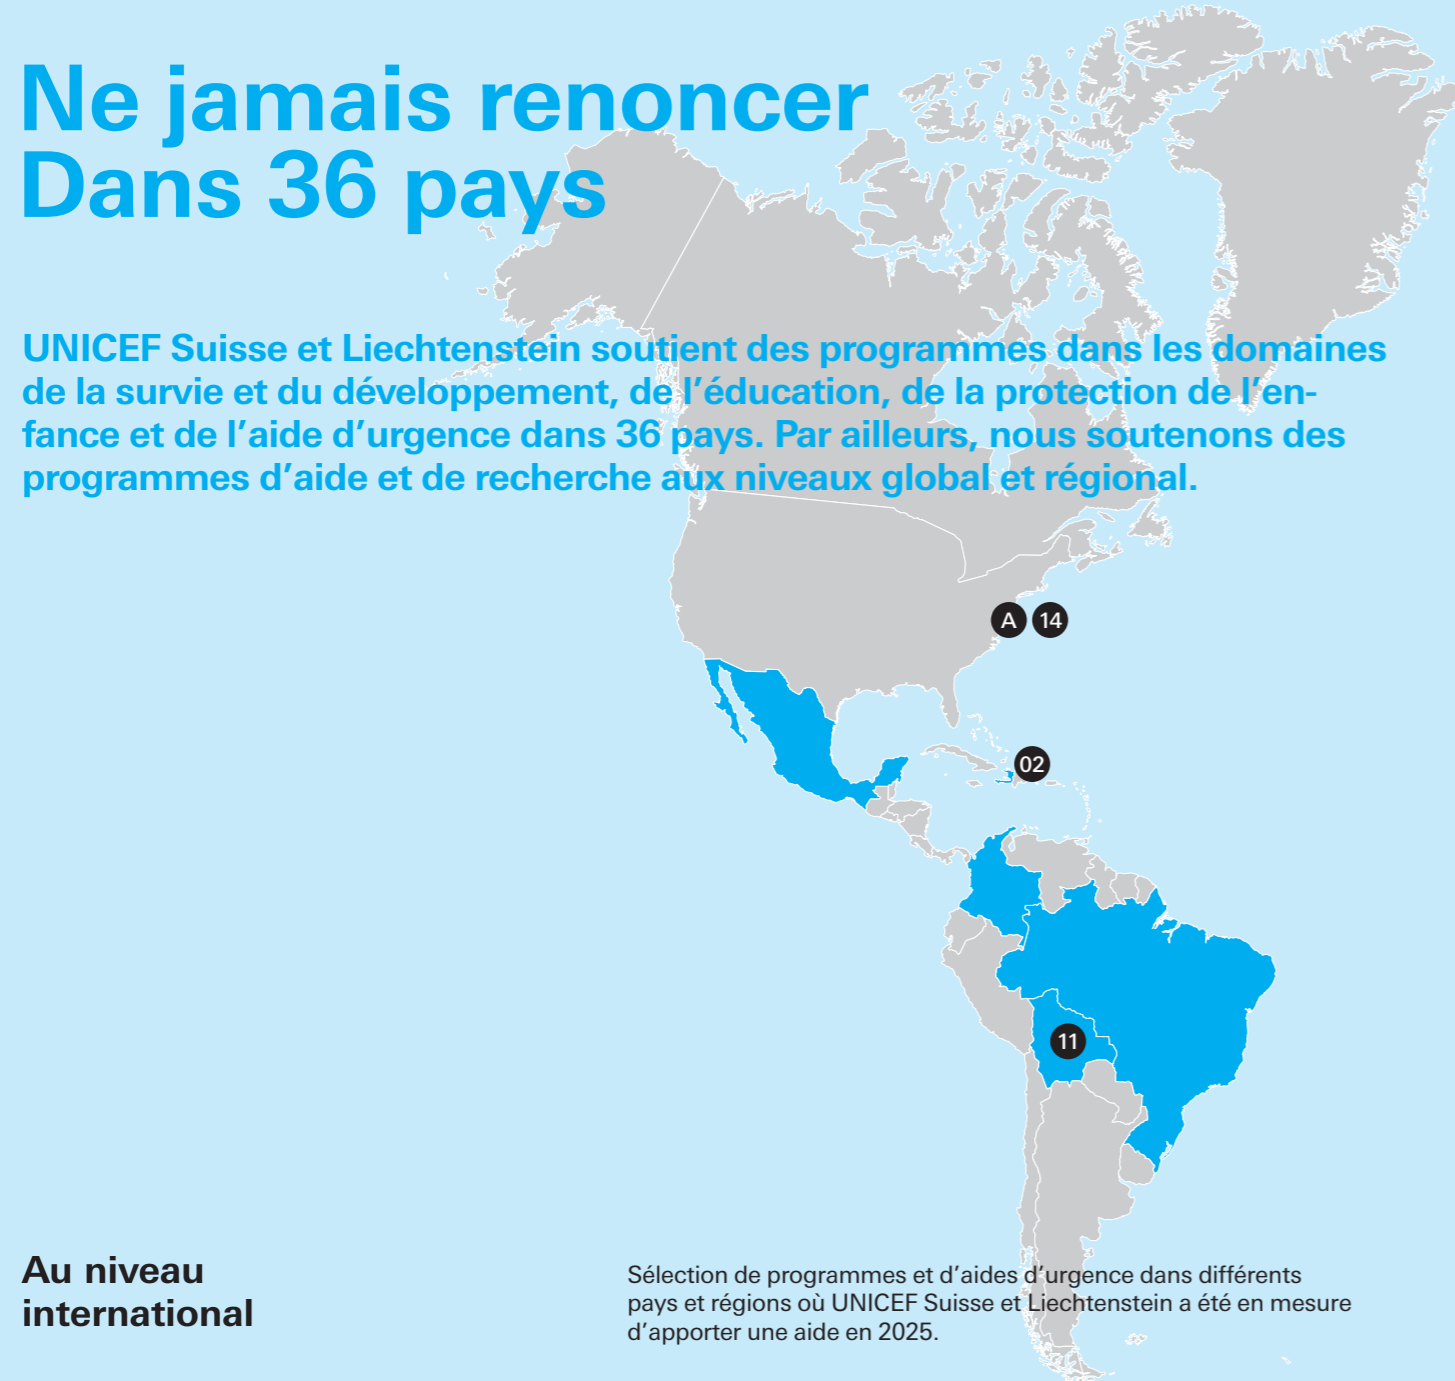 Ne jamais renoncer
Dans 36 pays
UNICEF Suisse et Liechtenstein soutient des programmes dans les domaines
de la survie et du développement, de l’éducation, de la protection de l’en-
fance et de l’aide d’urgence dans 36 pays. Par ailleurs, nous soutenons des
programmes d’aide et de recherche aux niveaux global et régional.
A 14
02
11
Au niveau
international
Sélection de programmes et d’aides d’urgence dans différents
pays et régions où UNICEF Suisse et Liechtenstein a été en mesure
d’apporter une aide en 2025.